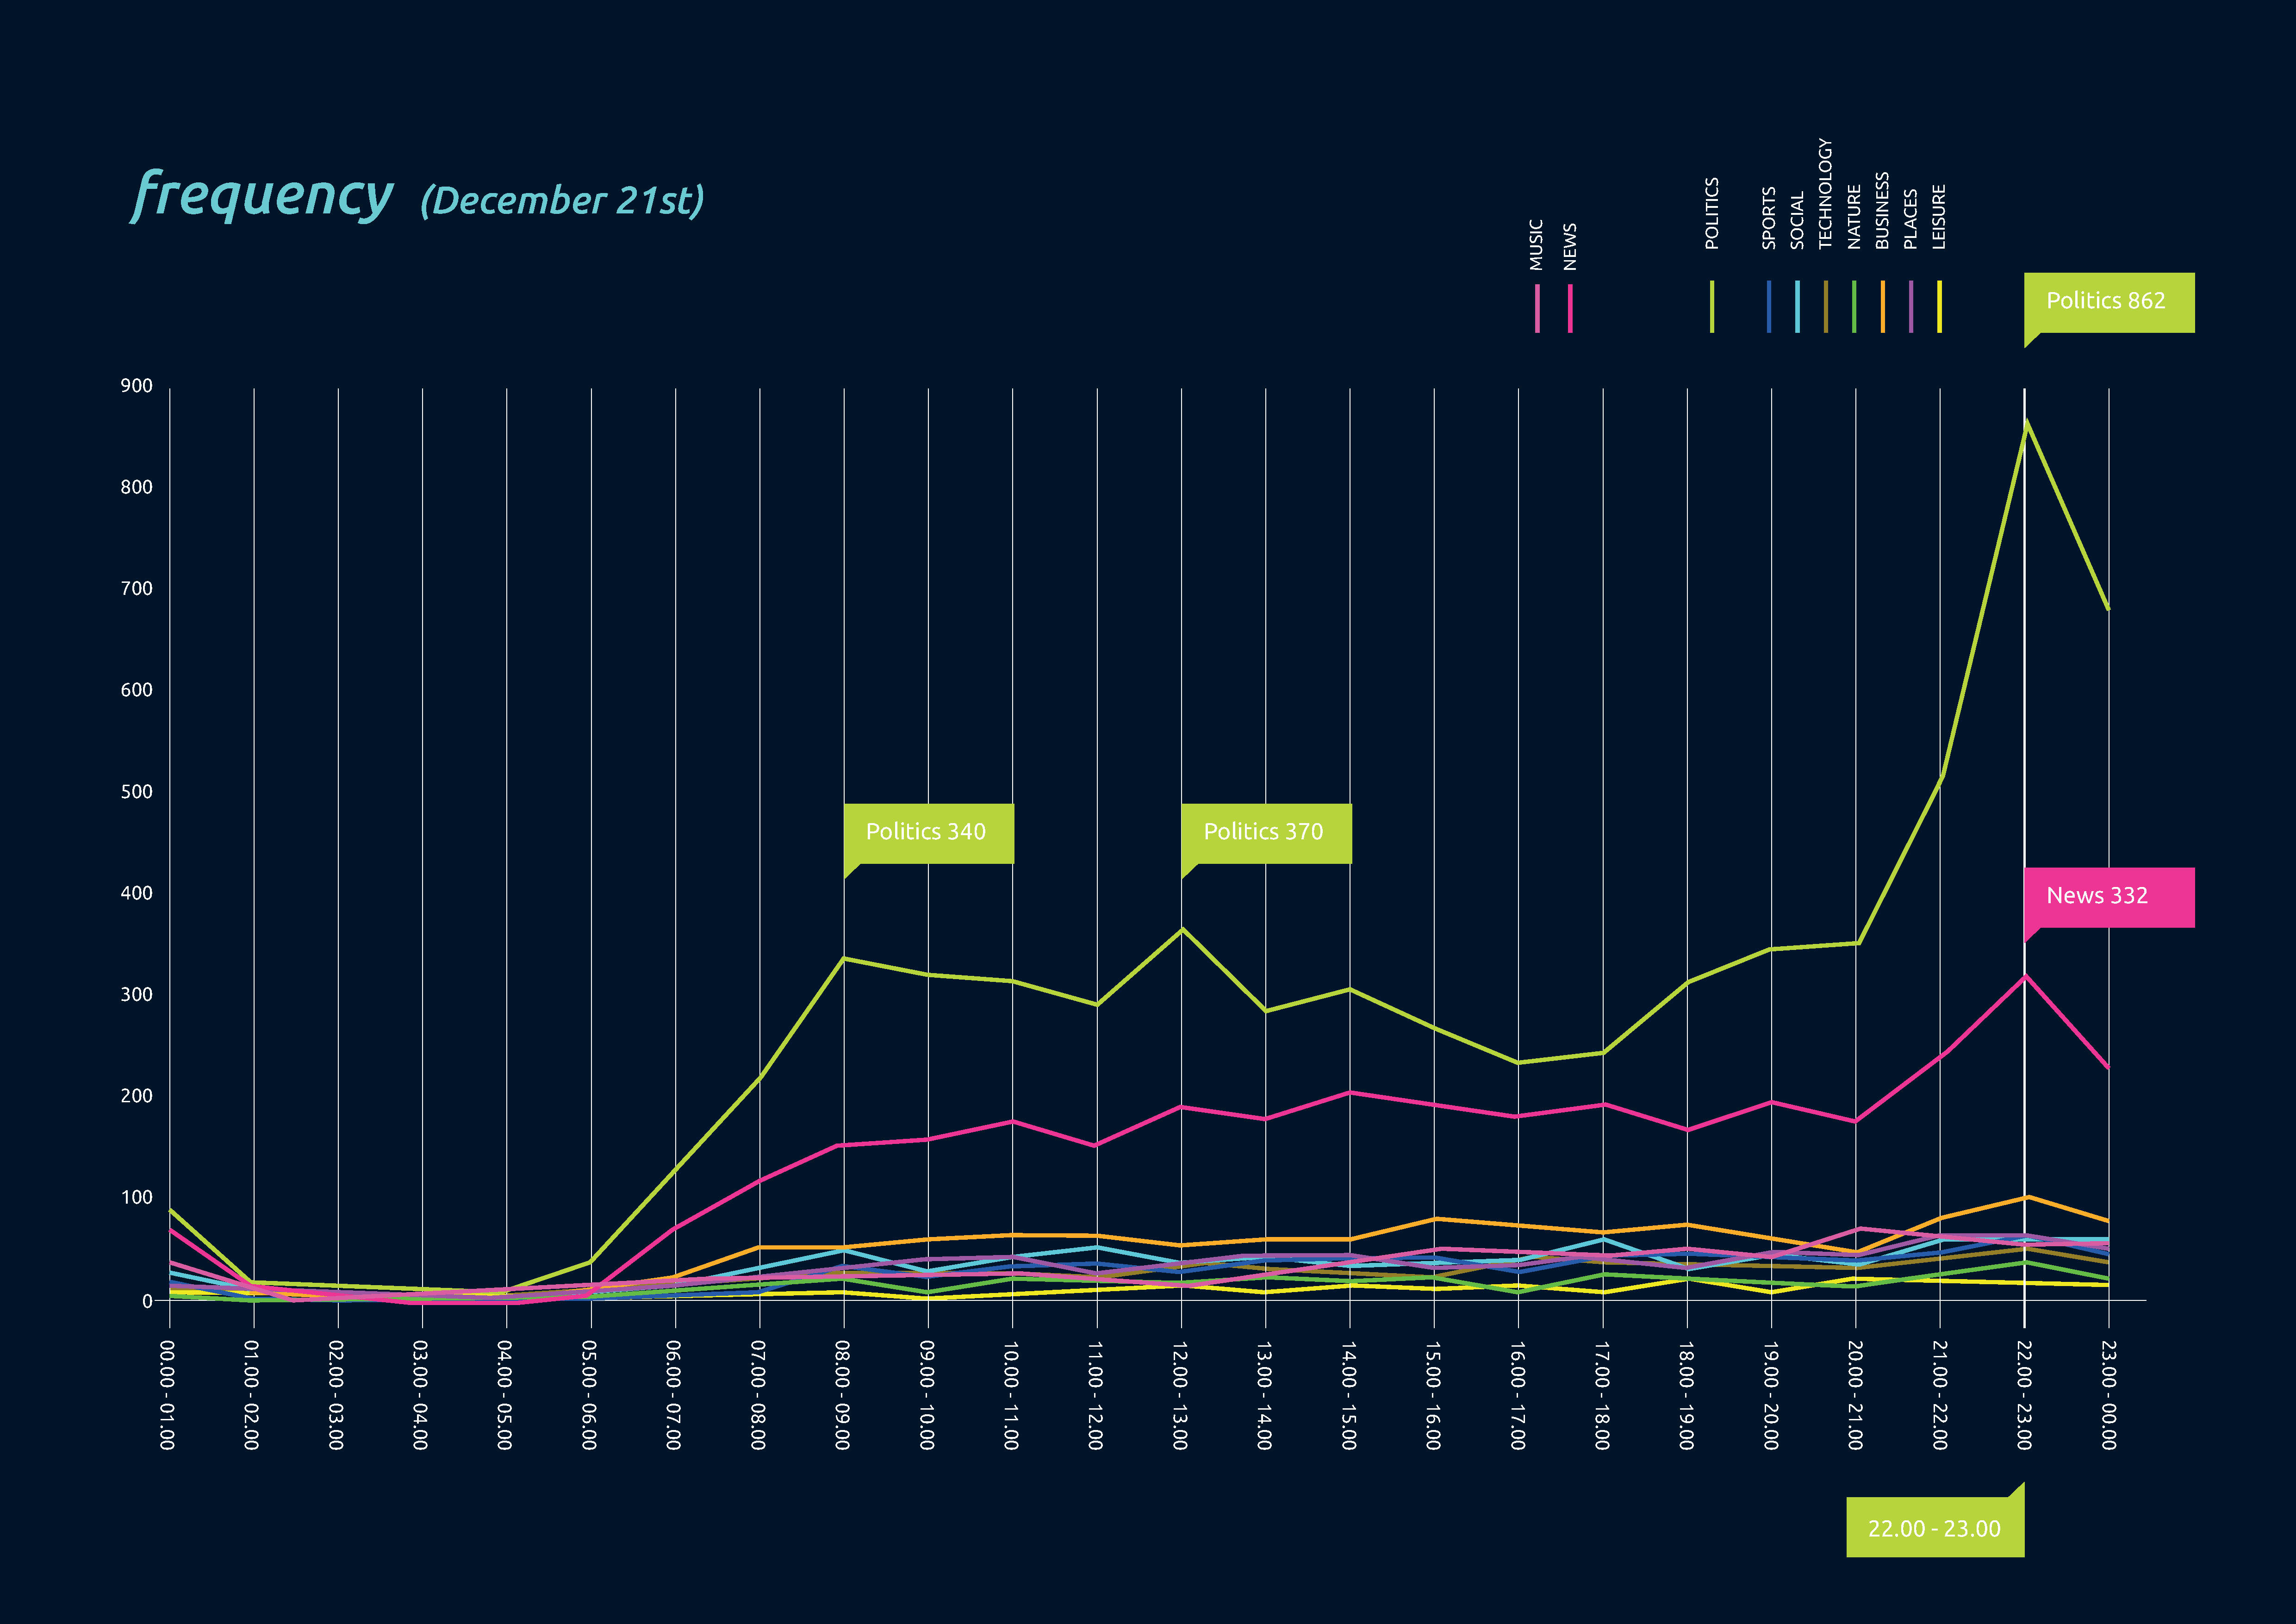 frequency (December 21st)
MUSIC
NEWS
POLITICS
SPORTS
SOCIAL
TECHNOLOGY
NATURE
BUSINESS
PLACES
LEISURE
Politics 862
900
800
700
600
500
400
300
200
100
0
Politics 340
Politics 370
News 332
00.00 - 01.00
01.00 - 02.00
02.00 - 03.00
03.00 - 04.00
04.00 - 05.00
05.00 - 06.00
06.00 - 07.00
07.00 - 08.00
08.00 - 09.00
09.00 - 10.00
10.00 - 11.00
11.00 - 12.00
12.00 - 13.00
13.00 - 14.00
14.00 - 15.00
15.00 - 16.00
16.00 - 17.00
17.00 - 18.00
18.00 - 19.00
19.00 - 20.00
20.00 - 21.00
21.00 - 22.00
22.00 - 23.00
23.00 - 00.00
22.00 - 23.00